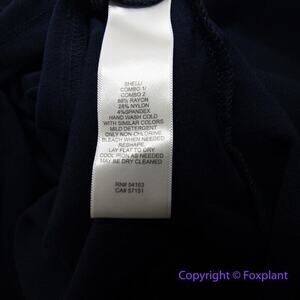 SHELLI
COMBO 1/
COMBO 2
68% RAYON
28% NYLON
4% SPANDEX
HAND WASH COLD
WITH SIMILAR COLORS
MILD DETERGENT
ONLY NON-CHLORINE
BLEACH WHEN NEEDED
RESHAPE
LAY FLAT TO DRY
COOL IRON AS NEEDED
MAY BE DRY CLEANED
RN# 54163
CA# 57151
Copyright © Foxplant